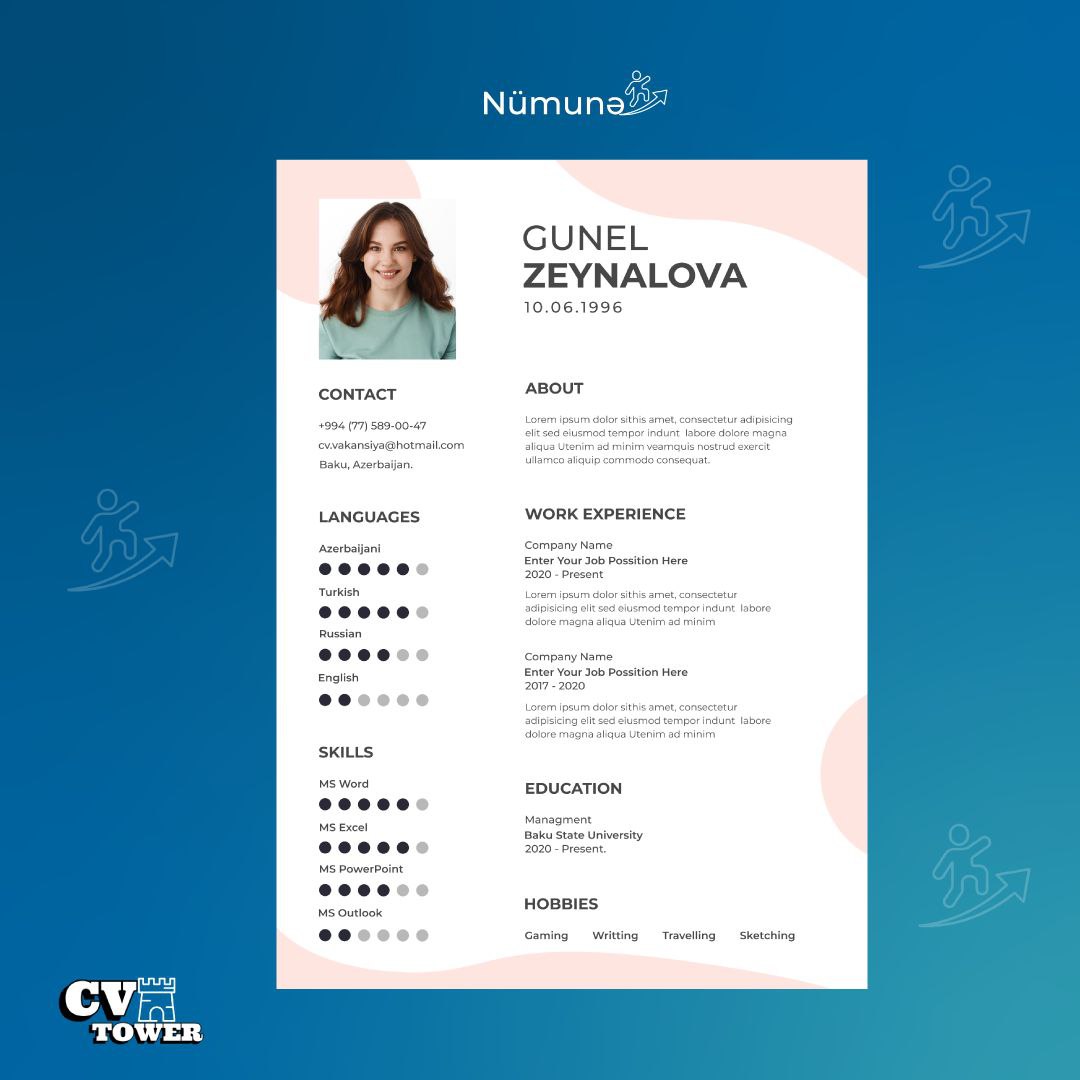 Nümunə
GUNEL
ZEYNALOVA
10.06.1996
CONTACT
+994 (77) 589-00-47
cv.vakansiya@hotmail.com
Baku, Azerbaijan.
LANGUAGES
Azerbaijani
Turkish
Russian
English
SKILLS
MS Word
MS Excel
MS PowerPoint
MS Outlook
ABOUT
Lorem ipsum dolor sithis amet, consectetur adipisicing
elit sed eiusmod tempor indunt labore dolore magna
aliqua Utenim ad minim veamquis nostrud exercit
ullamco aliquip commodo consequat.
WORK EXPERIENCE
Company Name
Enter Your Job Possition Here
2020 - Present
Lorem ipsum dolor sithis amet, consectetur
adipisicing elit sed eiusmod tempor indunt labore
dolore magna aliqua Utenim ad minim
Company Name
Enter Your Job Possition Here
2017 - 2020
Lorem ipsum dolor sithis amet, consectetur
adipisicing elit sed eiusmod tempor indunt labore
dolore magna aliqua Utenim ad minim
EDUCATION
Managment
Baku State University
2020 - Present.
HOBBIES
Gaming Writting Travelling Sketching
CV
TOWER